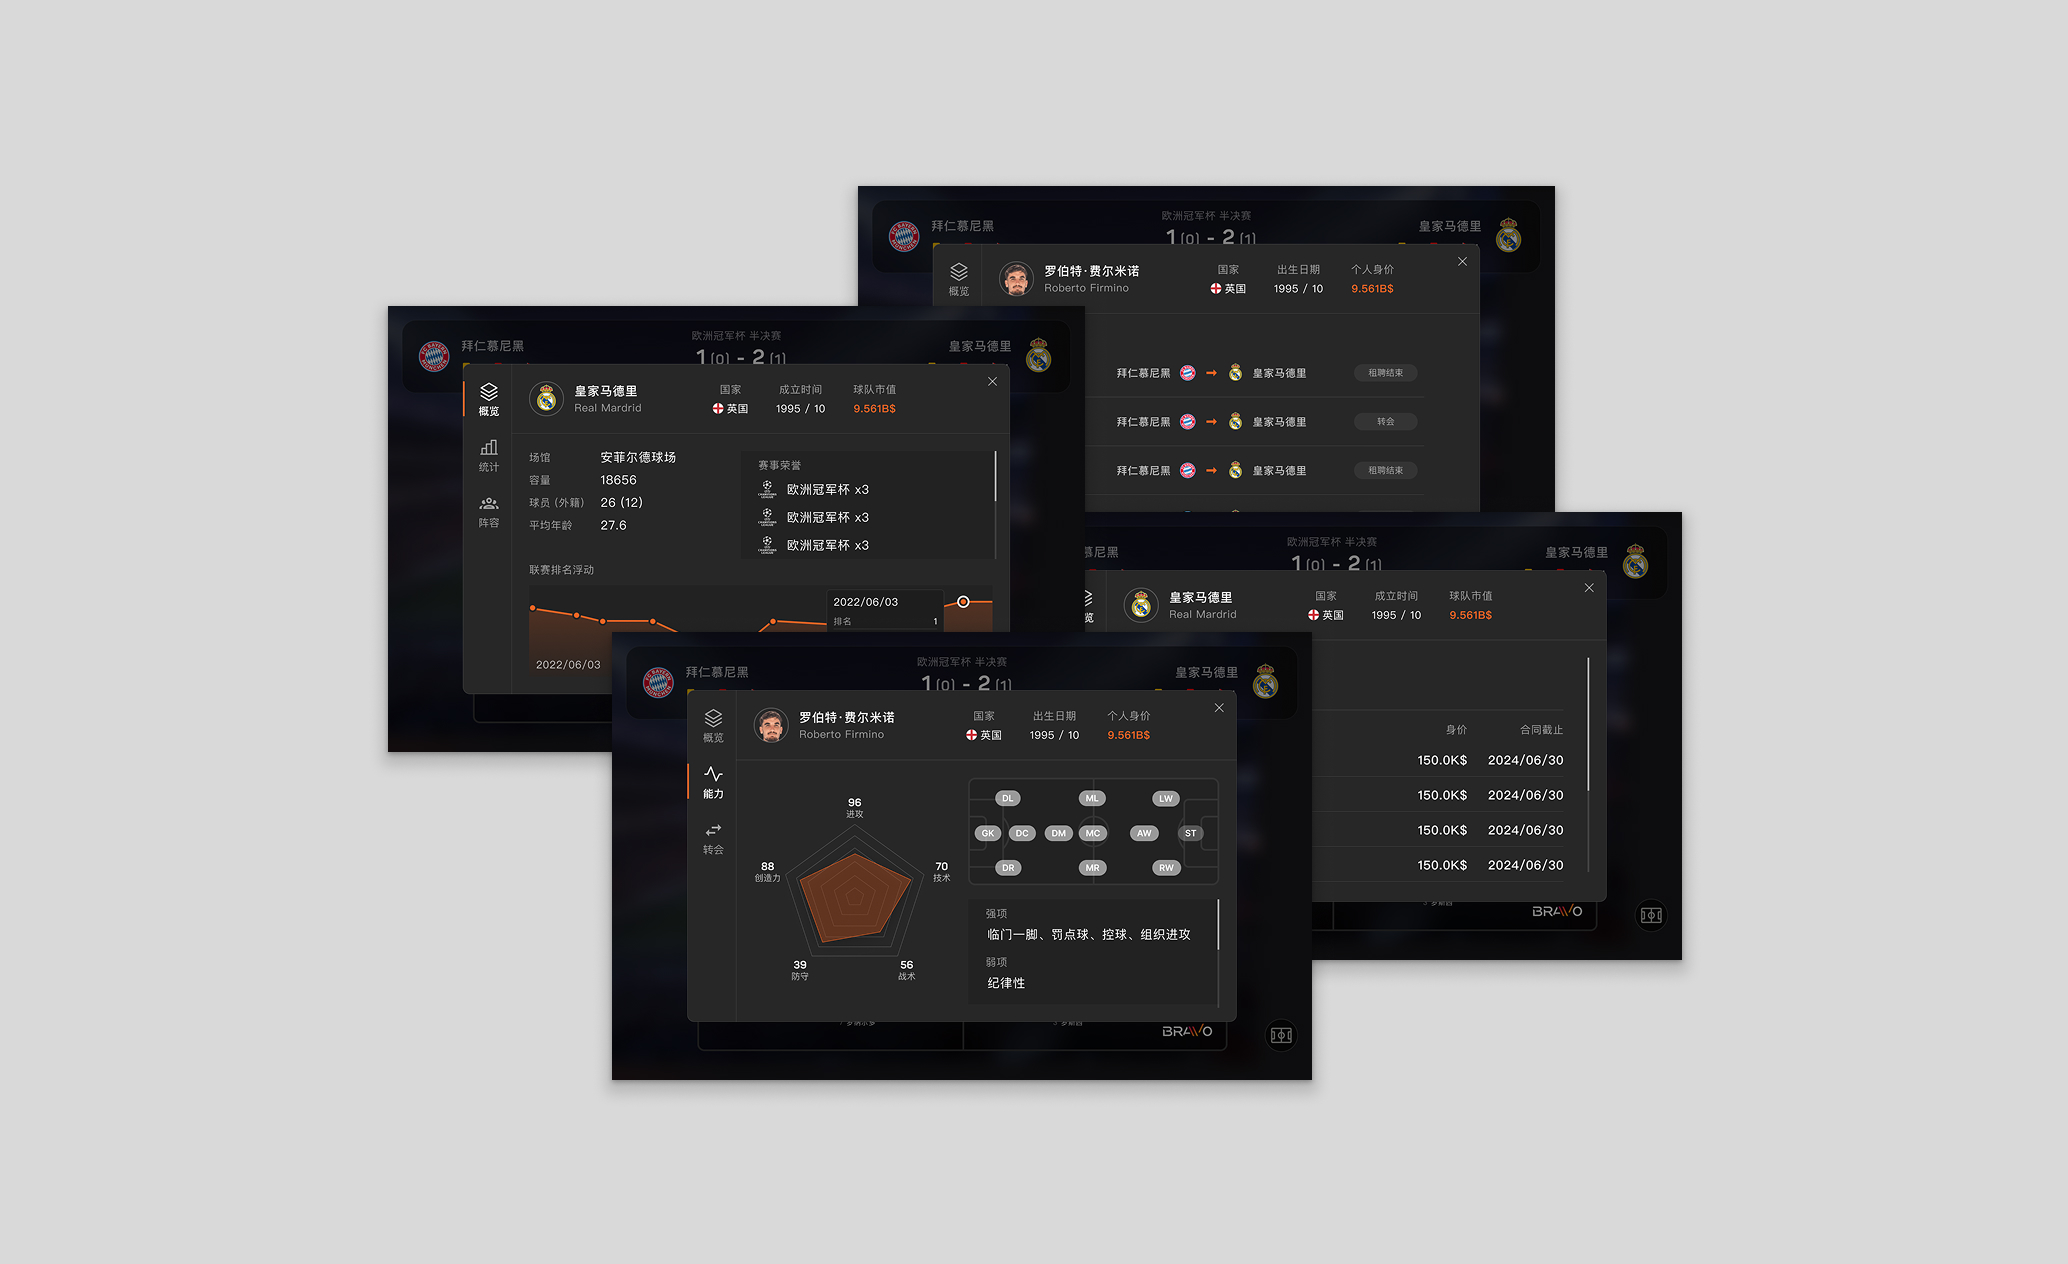 拜仁慕尼黑
欧洲冠军杯 半决赛
1 (0) - 2 (1)
皇家马德里
概览
罗伯特·费尔米诺
Roberto Firmino
国家
英国
出生日期
1995 / 10
个人身价
9.561B$
拜仁慕尼黑 皇家马德里 租聘结束
拜仁慕尼黑 皇家马德里 转会
拜仁慕尼黑 皇家马德里 租聘结束
拜仁慕尼黑
欧洲冠军杯 半决赛
1 (0) - 2 (1)
皇家马德里
概览
统计
阵容
皇家马德里
Real Mardrid
国家
英国
成立时间
1995 / 10
球队市值
9.561B$
场馆 安菲尔德球场
容量 18656
球员 (外籍) 26 (12)
平均年龄 27.6
赛事荣誉
欧洲冠军杯 x3
欧洲冠军杯 x3
欧洲冠军杯 x3
联赛排名浮动
2022/06/03
排名 1
2022/06/03
慕尼黑
欧洲冠军杯 半决赛
1 (0) - 2 (1)
皇家马德里
览
皇家马德里
Real Mardrid
国家
英国
成立时间
1995 / 10
球队市值
9.561B$
身价 合同截止
150.0K$ 2024/06/30
150.0K$ 2024/06/30
150.0K$ 2024/06/30
150.0K$ 2024/06/30
BRAVO
拜仁慕尼黑
欧洲冠军杯 半决赛
1 (0) - 2 (1)
皇家马德里
概览
能力
转会
罗伯特·费尔米诺
Roberto Firmino
国家
英国
出生日期
1995 / 10
个人身价
9.561B$
96
进攻
88
创造力
70
技术
39
防守
56
战术
DL ML LW
GK DC DM MC AW ST
DR MR RW
强项
临门一脚、罚点球、控球、组织进攻
弱项
纪律性
BRAVO